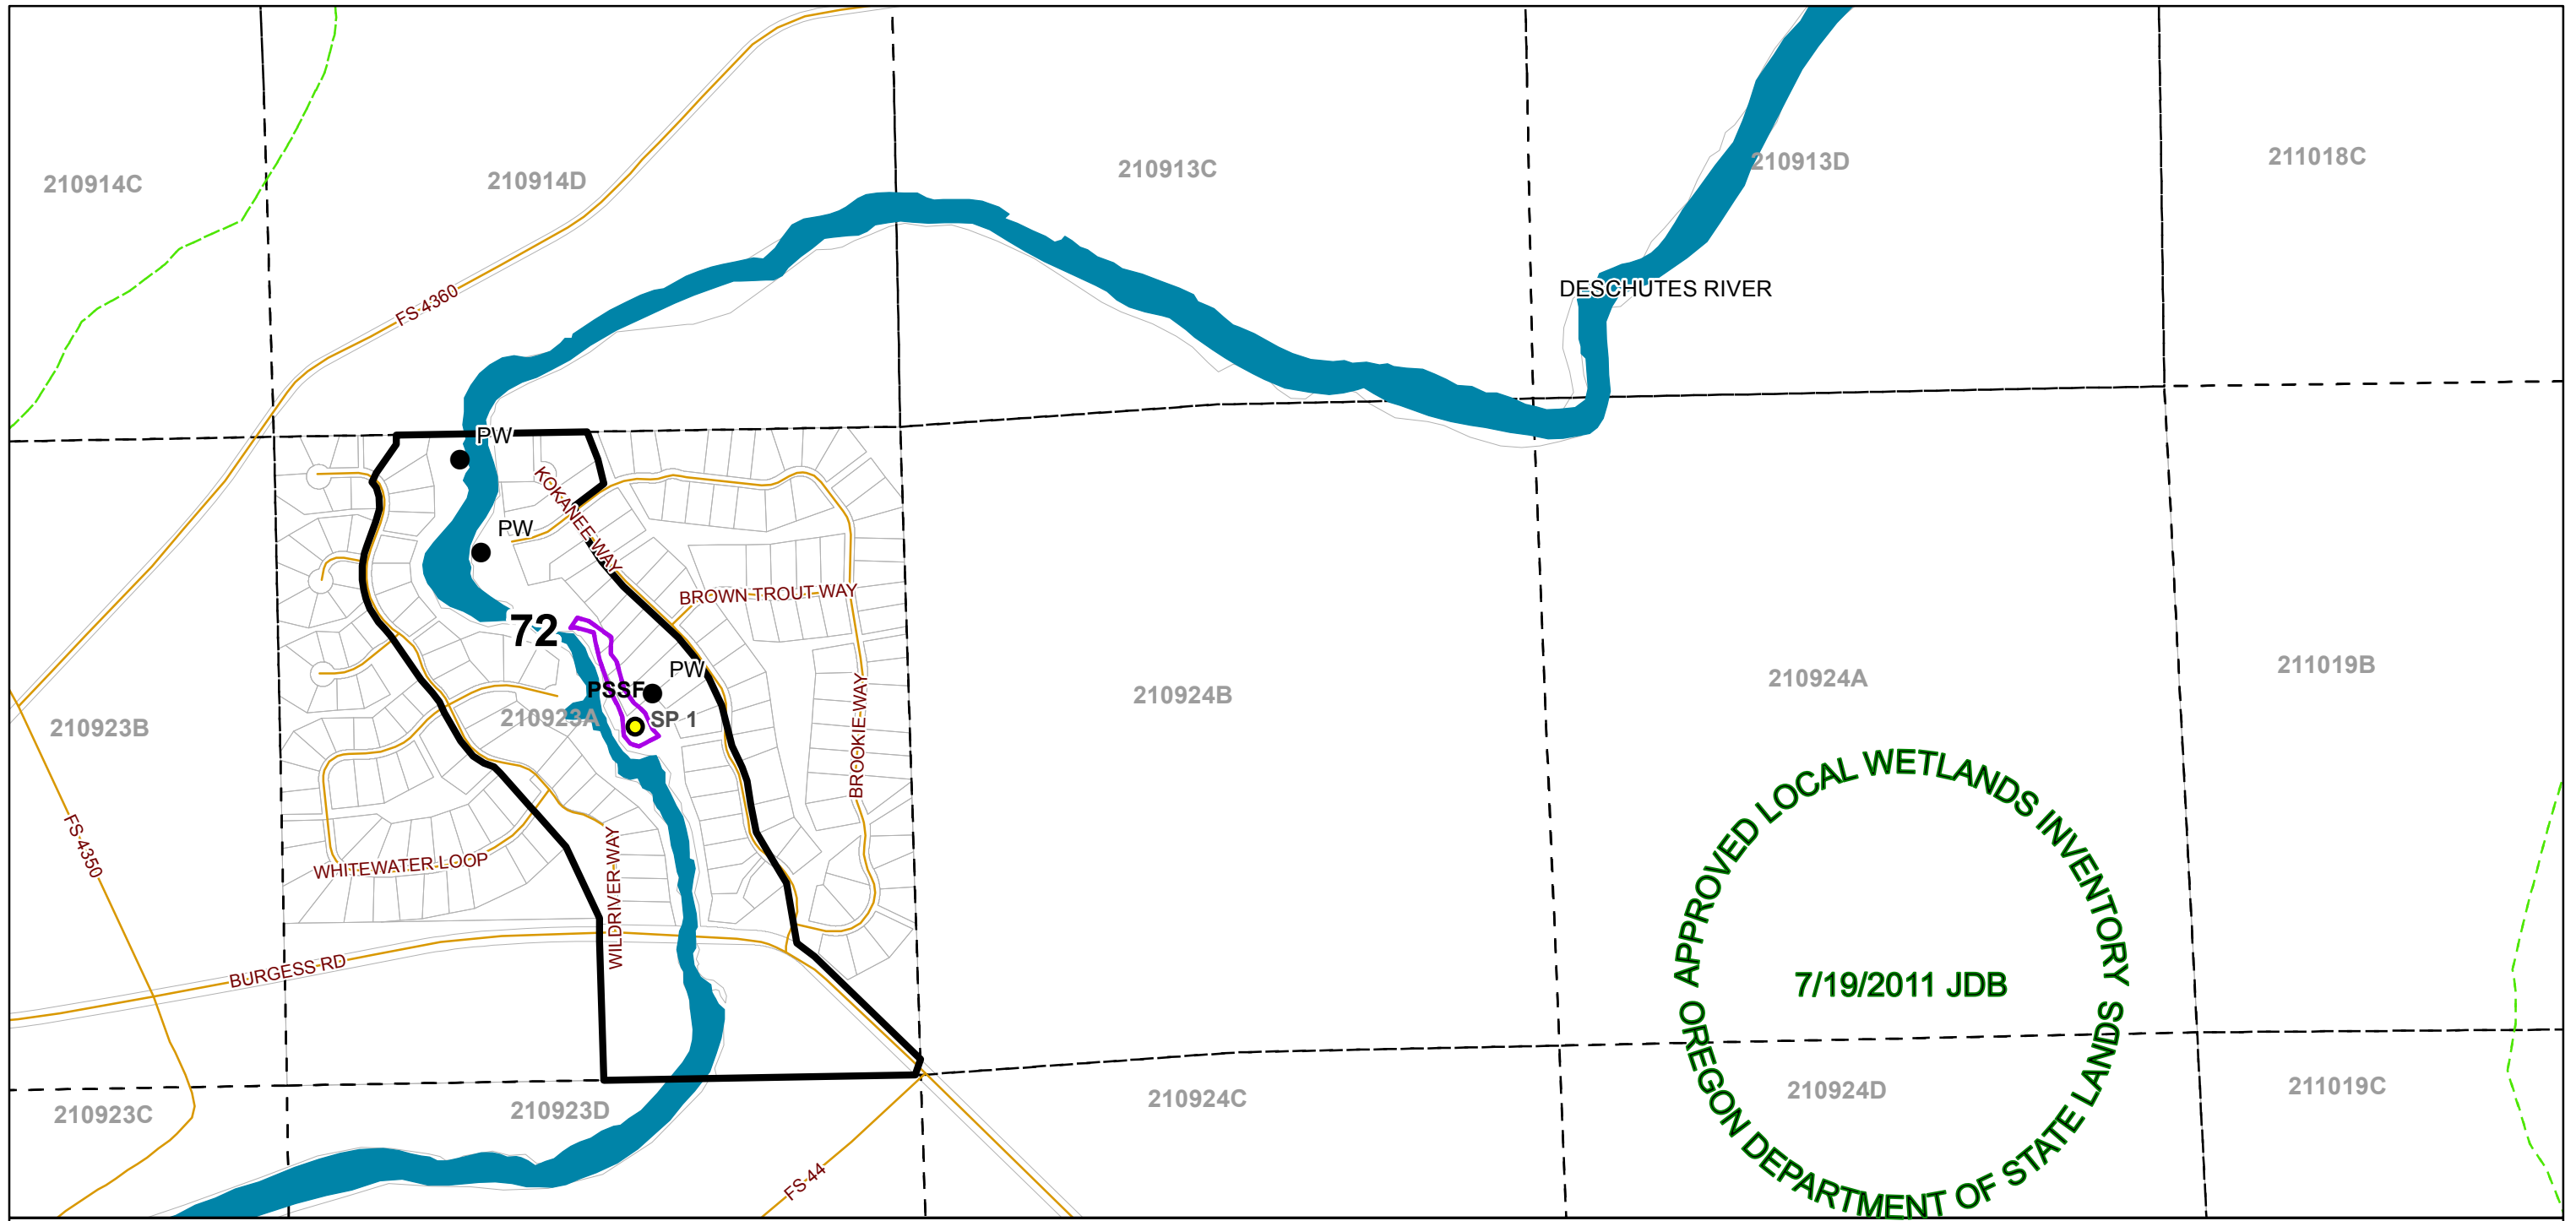 210914C
210914D
210913C
210913D
211018C
FS 4360
DESCHUTES RIVER
PW
KOKANEE WAY
PW
BROWN TROUT WAY
72
PW
PSSF
SP 1
210923A
210923B
210924B
210924A
211019B
BROOKIE WAY
FS 4350
WHITEWATER LOOP
WILDRIVER WAY
BURGESS RD
APPROVED LOCAL WETLANDS INVENTORY
7/19/2011 JDB
OREGON DEPARTMENT OF STATE LANDS
210923C
210923D
210924C
210924D
211019C
FS 44